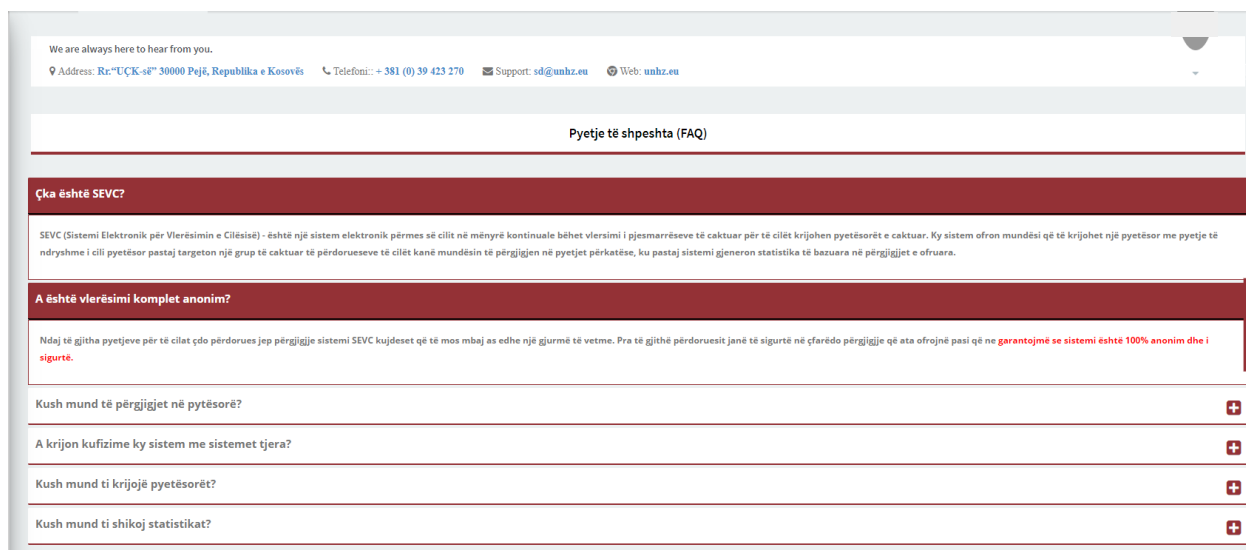 We are always here to hear from you.
Address: Rr.“UÇK-së” 30000 Pejë, Republika e Kosovës Telefoni:: + 381 (0) 39 423 270 Support: sd@unhz.eu Web: unhz.eu
Pyetje të shpeshta (FAQ)
Çka është SEVC?
SEVC (Sistemi Elektronik për Vlerësimin e Cilësisë) - është një sistem elektronik përmes së cilit në mënyrë kontinuale bëhet vlersimi i pjesmarrëseve të caktuar për të cilët krijohen pyetësorët e caktuar. Ky sistem ofron mundësi që të krijohet një pyetësor me pyetje të
ndryshme i cili pyetësor pastaj targeton një grup të caktuar të përdorueseve të cilët kanë mundësin të përgjigjen në pyetjet përkatëse, ku pastaj sistemi gjeneron statistika të bazuara në përgjigjjet e ofruara.
A është vlerësimi komplet anonim?
Ndaj të gjitha pyetjeve për të cilat çdo përdorues jep përgjigje sistemi SEVC kujdeset që të mos mbaj as edhe një gjurmë të vetme. Pra të gjithë përdoruesit janë të sigurtë në çfarëdo përgjigje që ata ofrojnë pasi që ne garantojmë se sistemi është 100% anonim dhe i
sigurtë.
Kush mund të përgjigjet në pytësorë?
A krijon kufizime ky sistem me sistemet tjera?
Kush mund ti krijojë pyetësorët?
Kush mund ti shikoj statistikat?